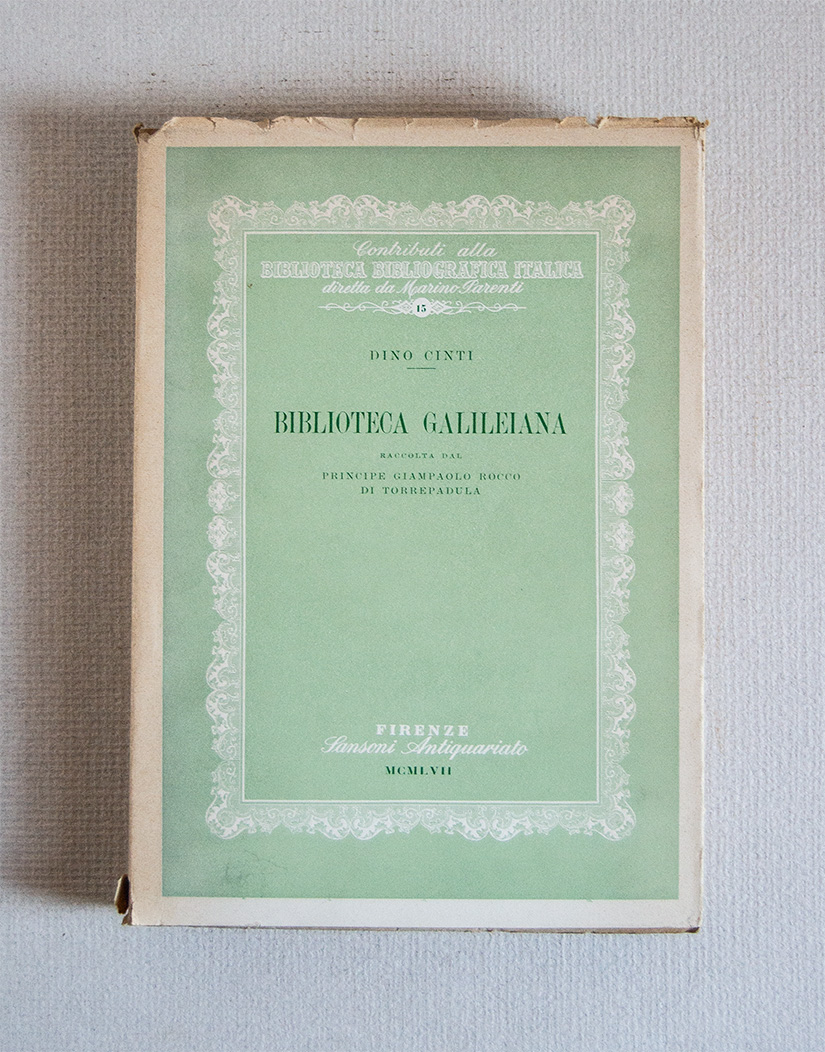 Contributi alla
BIBLIOTECA BIBLIOGRAFICA ITALICA
diretta da Marino Parenti
15
DINO CINTI
BIBLIOTECA GALILEIANA
RACCOLTA DAL
PRINCIPE GIAMPAOLO ROCCO
DI TORREPADULA
FIRENZE
Sansoni Antiquariato
MCMLVII